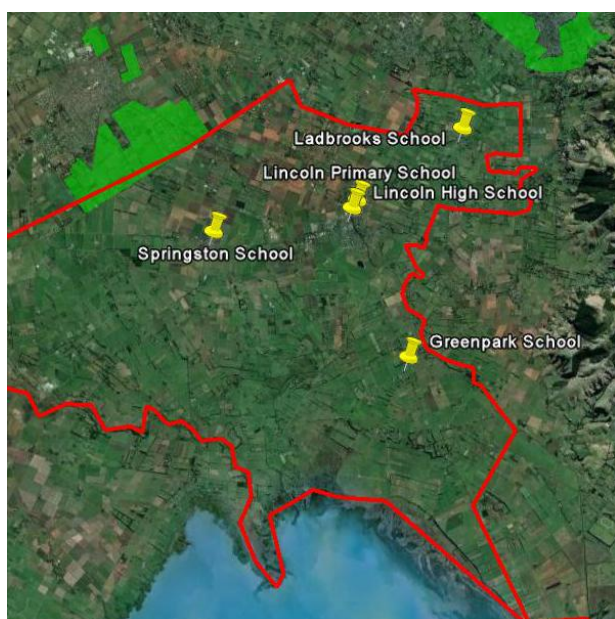 Ladbrooks School
Lincoln Primary School
Lincoln High School
Springston School
Greenpark School